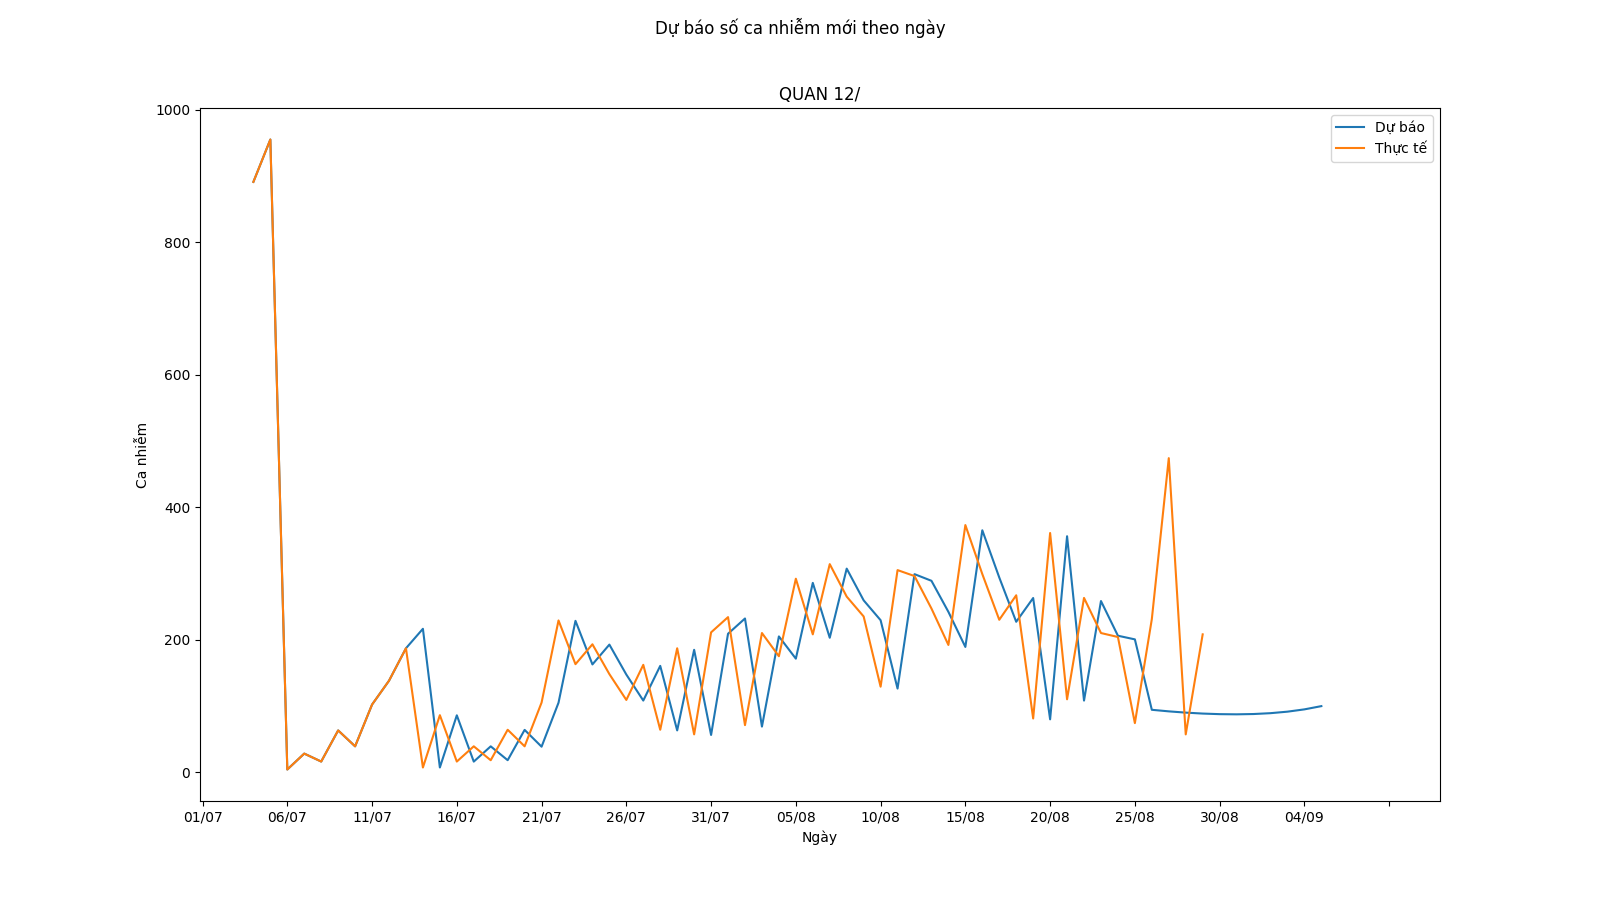 Dự báo số ca nhiễm mới theo ngày
QUAN 12/
1000
800
600
400
200
0
Ca nhiễm
Dự báo
Thực tế
01/07 06/07 11/07 16/07 21/07 26/07 31/07 05/08 10/08 15/08 20/08 25/08 30/08 04/09
Ngày